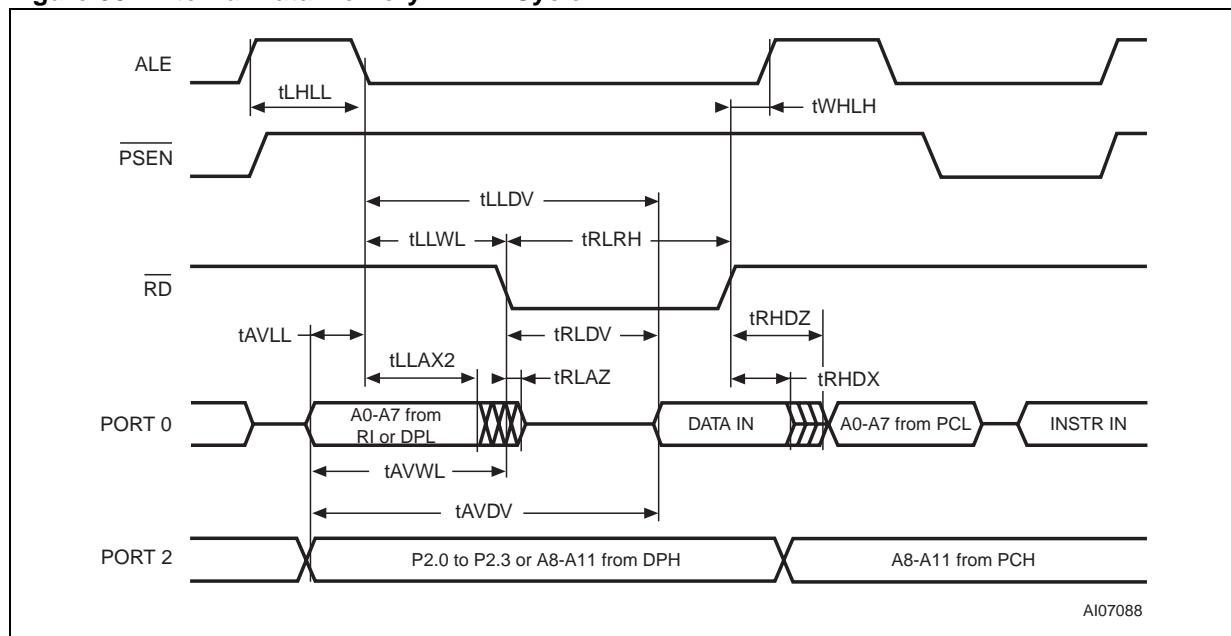 ALE
tLHLL
tWHLH
PSEN
tLLDV
tLLWL
tRLRH
RD
tAVLL
tRLDV
tRHDZ
tLLAX2
tRLAZ
tRHDX
PORT 0
A0-A7 from
RI or DPL
DATA IN
A0-A7 from PCL
INSTR IN
tAVWL
tAVDV
PORT 2
P2.0 to P2.3 or A8-A11 from DPH
A8-A11 from PCH
AI07088